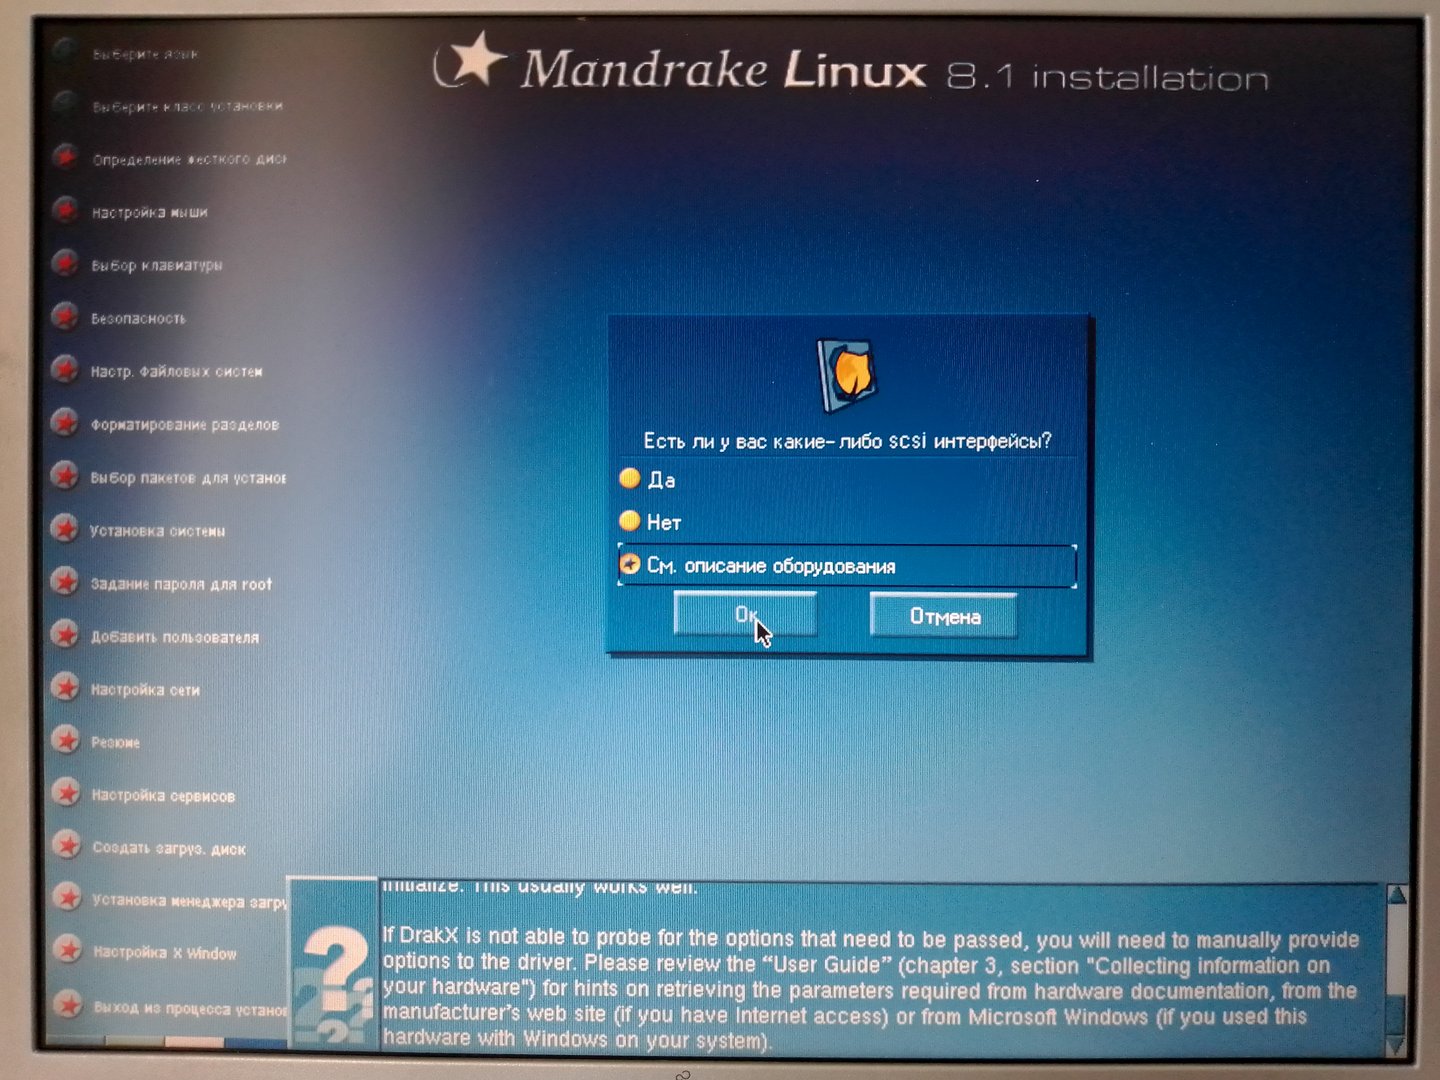 Mandrake Linux 8.1 installation
Выберите язык
Выберите класс установки
Определение жесткого диск
Настройка мыши
Выбор клавиатуры
Безопасность
Настр. Файловых систем
Форматирование разделов
Выбор пакетов для установ
Установка системы
Задание пароля для root
Добавить пользователя
Настройка сети
Резюме
Настройка сервисов
Создать загруз. диск
Установка менеджера загру
Настройка X Window
Выход из процесса установ
Есть ли у вас какие-либо scsi интерфейсы?
Да
Нет
См. описание оборудования
Ок
Отмена
initialize. This usually works well.
If DrakX is not able to probe for the options that need to be passed, you will need to manually provide
options to the driver. Please review the “User Guide” (chapter 3, section "Collecting information on
your hardware") for hints on retrieving the parameters required from hardware documentation, from the
manufacturer's web site (if you have Internet access) or from Microsoft Windows (if you used this
hardware with Windows on your system).